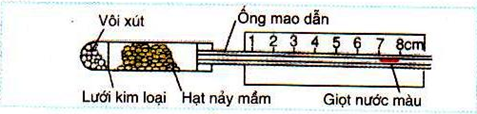 Vôi xút
Ống mao dẫn
1 2 3 4 5 6 7 8cm
Lưới kim loại
Hạt nảy mầm
Giọt nước màu